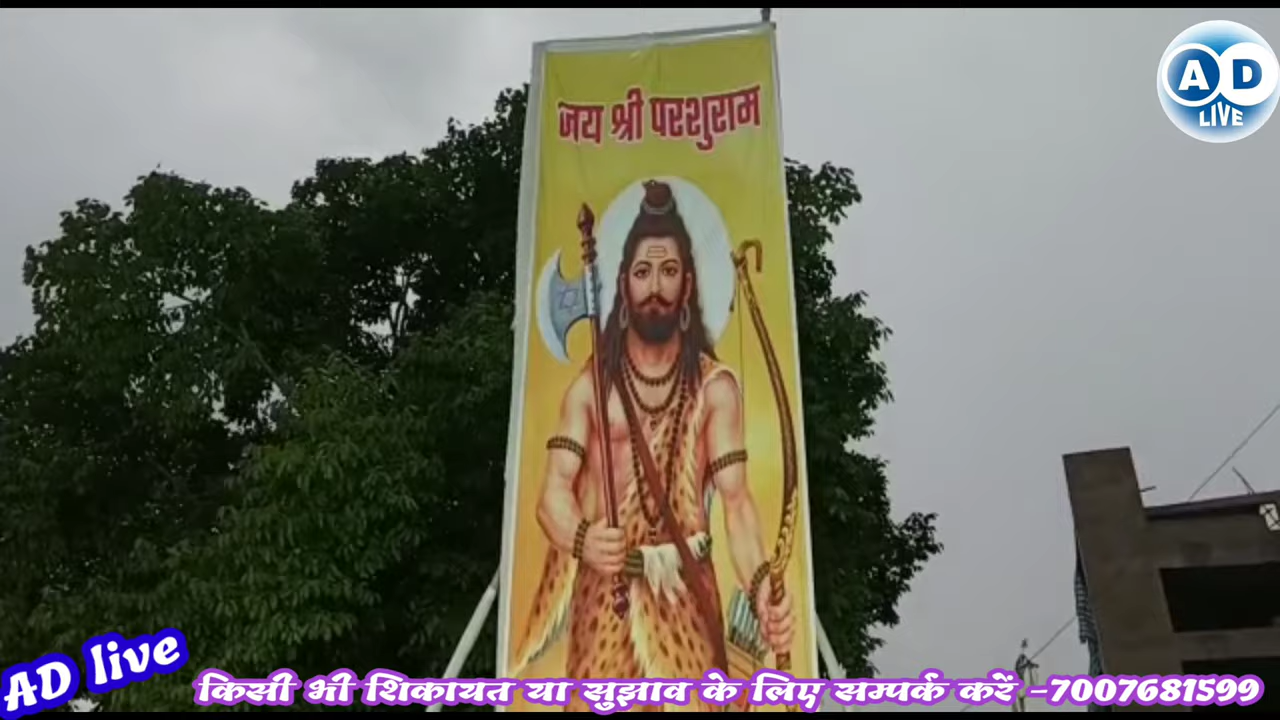 AD
LIVE
जय श्री परशुराम
AD live
किसी भी शिकायत या सुझाव के लिए सम्पर्क करें -7007681599